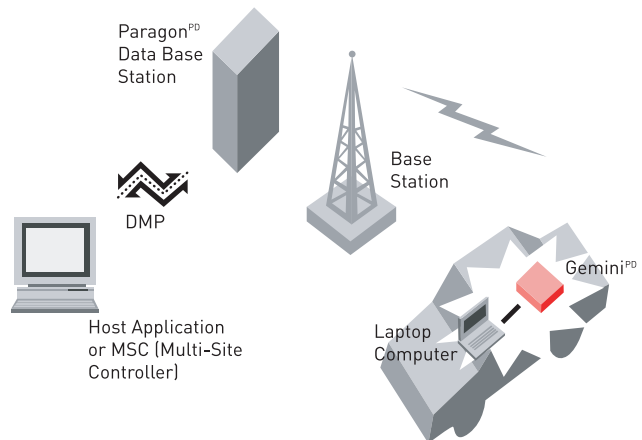 Paragon^PD
Data Base
Station
Base
Station
DMP
Gemini^PD
Laptop
Computer
Host Application
or MSC (Multi-Site
Controller)